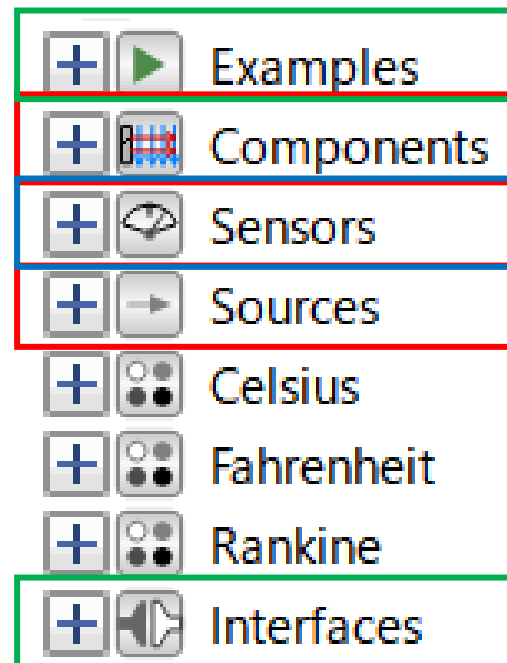 Examples
Components
Sensors
Sources
Celsius
Fahrenheit
Rankine
Interfaces